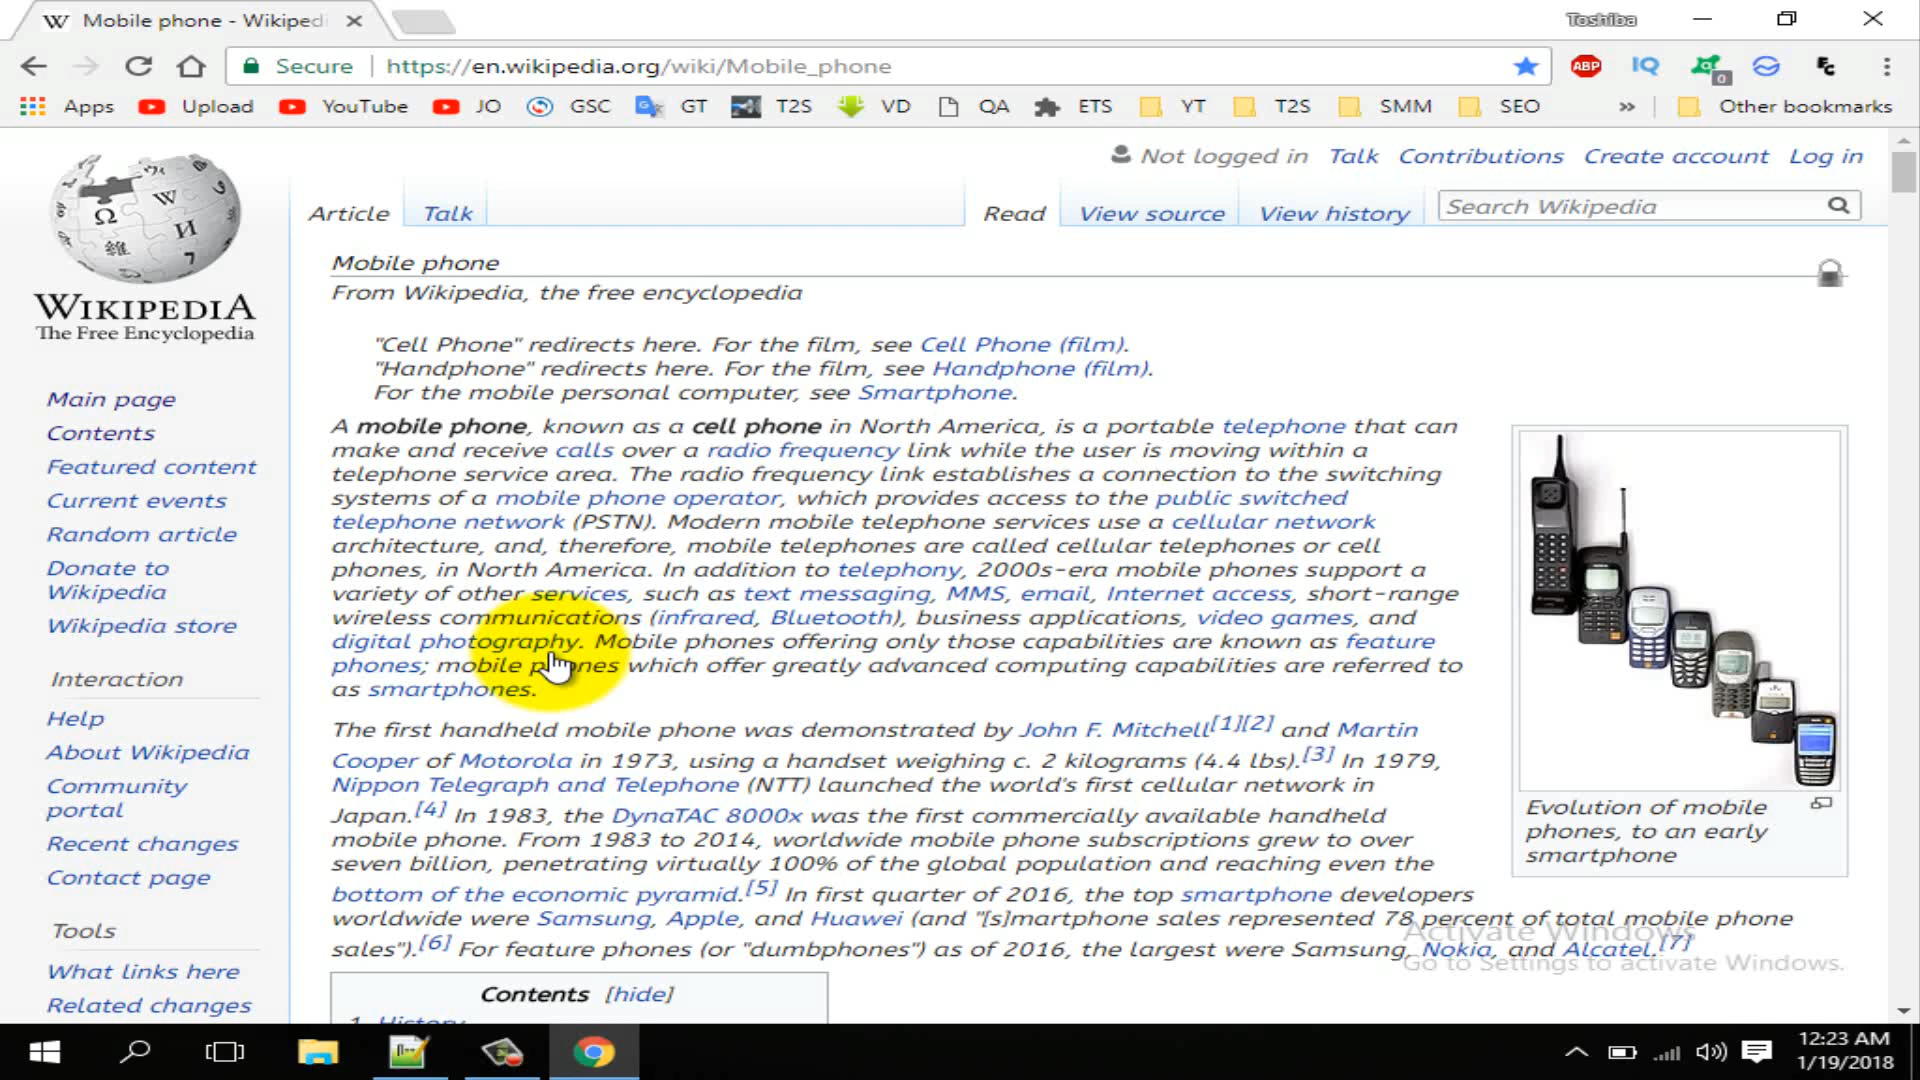 Mobile phone - Wikiped
Toshiba
Secure
https://en.wikipedia.org/wiki/Mobile_phone
ABP
IQ
0
Apps
Upload
YouTube
JO
GSC
GT
T2S
VD
QA
ETS
YT
T2S
SMM
SEO
»
Other bookmarks
WIKIPEDIA
The Free Encyclopedia
Not logged in Talk Contributions Create account Log in
Article Talk
Read View source View history
Search Wikipedia
Main page
Contents
Featured content
Current events
Random article
Donate to
Wikipedia
Wikipedia store
Interaction
Help
About Wikipedia
Community
portal
Recent changes
Contact page
Tools
What links here
Related changes
Mobile phone
From Wikipedia, the free encyclopedia
"Cell Phone" redirects here. For the film, see Cell Phone (film).
"Handphone" redirects here. For the film, see Handphone (film).
For the mobile personal computer, see Smartphone.
A mobile phone, known as a cell phone in North America, is a portable telephone that can
make and receive calls over a radio frequency link while the user is moving within a
telephone service area. The radio frequency link establishes a connection to the switching
systems of a mobile phone operator, which provides access to the public switched
telephone network (PSTN). Modern mobile telephone services use a cellular network
architecture, and, therefore, mobile telephones are called cellular telephones or cell
phones, in North America. In addition to telephony, 2000s-era mobile phones support a
variety of other services, such as text messaging, MMS, email, Internet access, short-range
wireless communications (infrared, Bluetooth), business applications, video games, and
digital photography. Mobile phones offering only those capabilities are known as feature
phones; mobile phones which offer greatly advanced computing capabilities are referred to
as smartphones.
The first handheld mobile phone was demonstrated by John F. Mitchell[1][2] and Martin
Cooper of Motorola in 1973, using a handset weighing c. 2 kilograms (4.4 lbs).[3] In 1979,
Nippon Telegraph and Telephone (NTT) launched the world's first cellular network in
Japan.[4] In 1983, the DynaTAC 8000x was the first commercially available handheld
mobile phone. From 1983 to 2014, worldwide mobile phone subscriptions grew to over
seven billion, penetrating virtually 100% of the global population and reaching even the
bottom of the economic pyramid.[5] In first quarter of 2016, the top smartphone developers
worldwide were Samsung, Apple, and Huawei (and "[s]martphone sales represented 78 percent of total mobile phone
sales").[6] For feature phones (or "dumbphones") as of 2016, the largest were Samsung, Nokia, and Alcatel.[7]
Evolution of mobile
phones, to an early
smartphone
Contents [hide]
1 History
Activate Windows
Go to Settings to activate Windows.
12:23 AM
1/19/2018